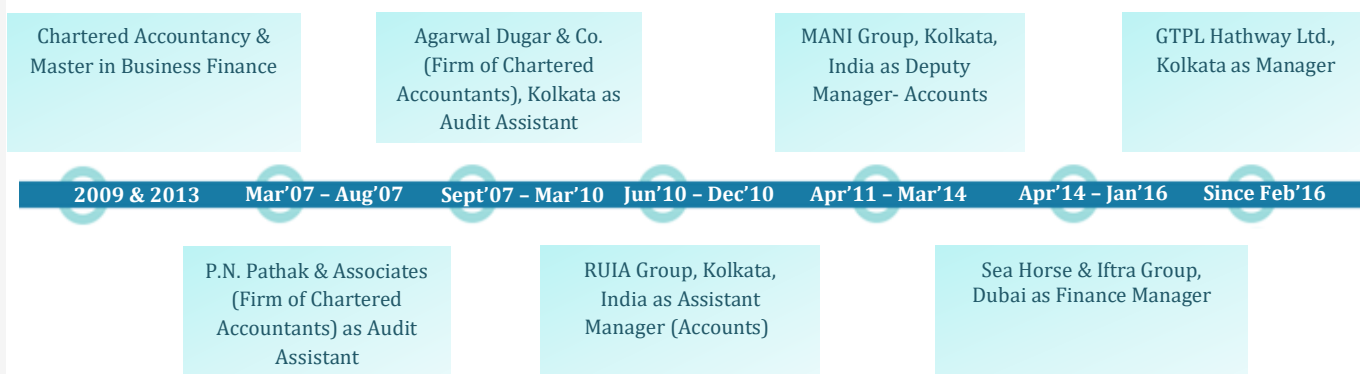 Chartered Accountancy &
Master in Business Finance
Agarwal Dugar & Co.
(Firm of Chartered
Accountants), Kolkata as
Audit Assistant
MANI Group, Kolkata,
India as Deputy
Manager- Accounts
GTPL Hathway Ltd.,
Kolkata as Manager
2009 & 2013
Mar’07 – Aug’07
Sept’07 – Mar’10
Jun’10 – Dec’10
Apr’11 – Mar’14
Apr’14 – Jan’16
Since Feb’16
P.N. Pathak & Associates
(Firm of Chartered
Accountants) as Audit
Assistant
RUIA Group, Kolkata,
India as Assistant
Manager (Accounts)
Sea Horse & Iftra Group,
Dubai as Finance Manager